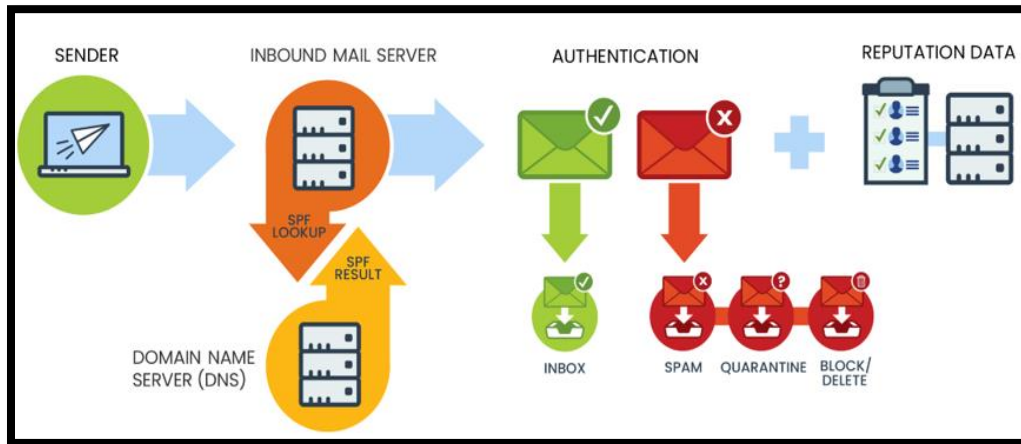 SENDER
INBOUND MAIL SERVER
AUTHENTICATION
REPUTATION DATA
SPF
LOOKUP
SPF
RESULT
DOMAIN NAME
SERVER (DNS)
INBOX
SPAM
QUARANTINE
BLOCK/
DELETE